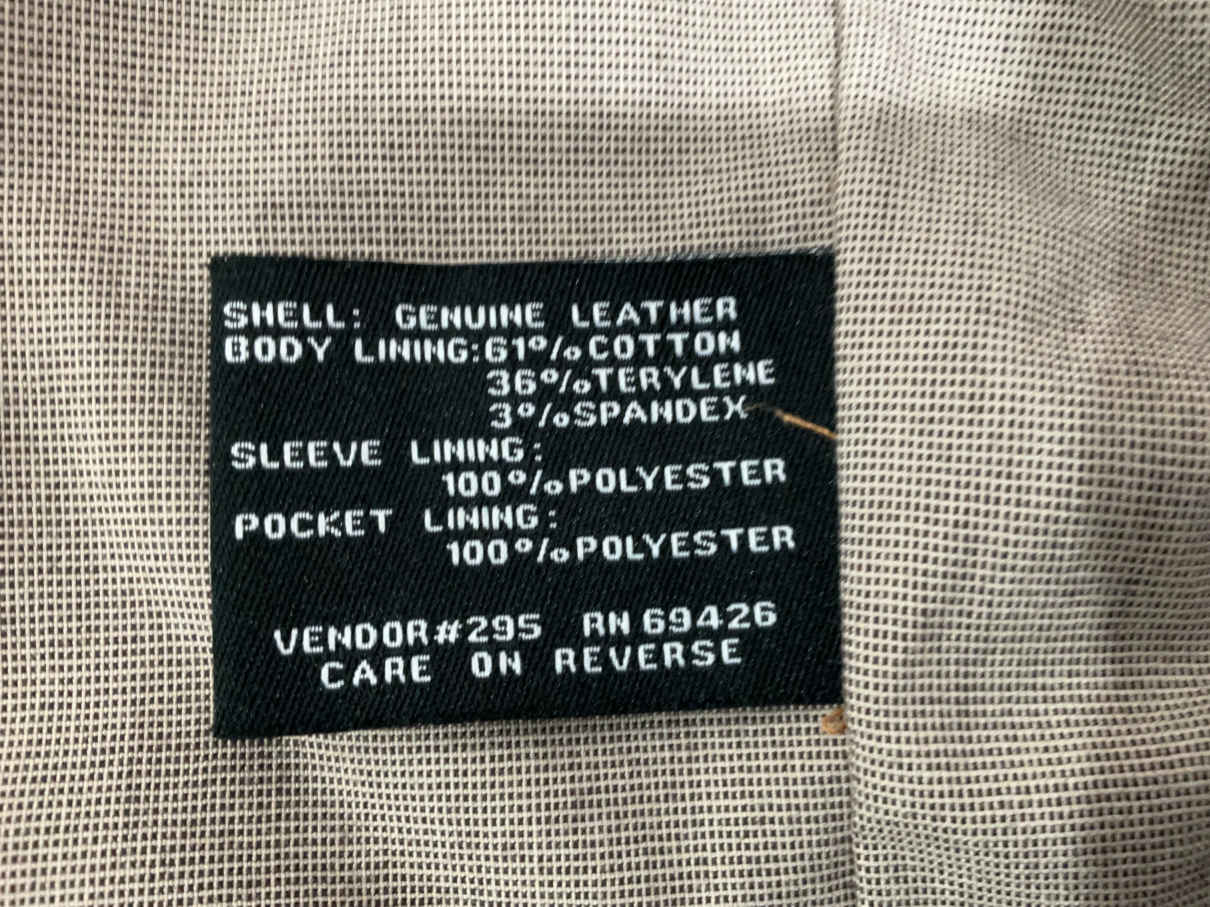 SHELL: GENUINE LEATHER
BODY LINING:61%COTTON
36%TERYLENE
3%SPANDEX
SLEEVE LINING:
100%POLYESTER
POCKET LINING:
100%POLYESTER
VENDOR#295 RN 69426
CARE ON REVERSE